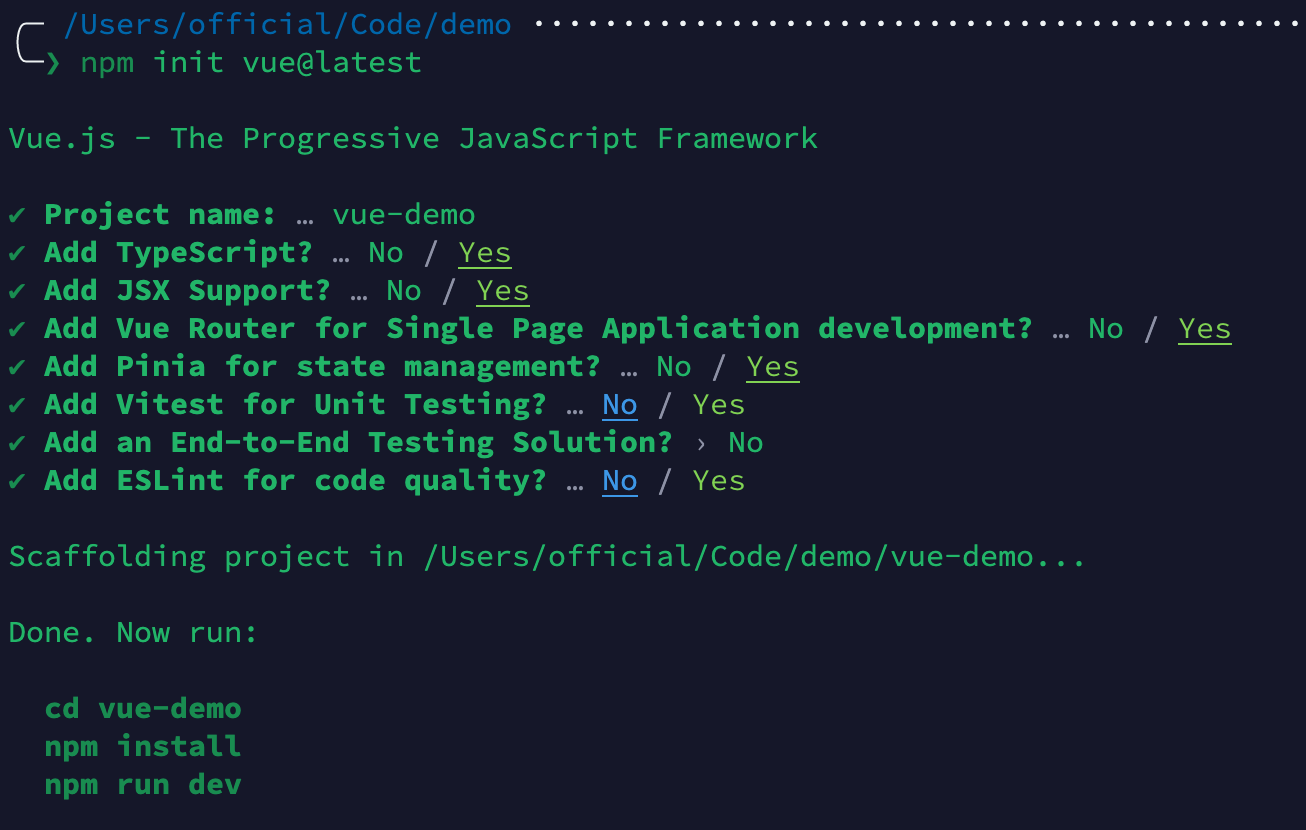 /Users/official/Code/demo
❯ npm init vue@latest
Vue.js - The Progressive JavaScript Framework
✔ Project name: … vue-demo
✔ Add TypeScript? … No / Yes
✔ Add JSX Support? … No / Yes
✔ Add Vue Router for Single Page Application development? … No / Yes
✔ Add Pinia for state management? … No / Yes
✔ Add Vitest for Unit Testing? … No / Yes
✔ Add an End-to-End Testing Solution? › No
✔ Add ESLint for code quality? … No / Yes
Scaffolding project in /Users/official/Code/demo/vue-demo...
Done. Now run:
cd vue-demo
npm install
npm run dev